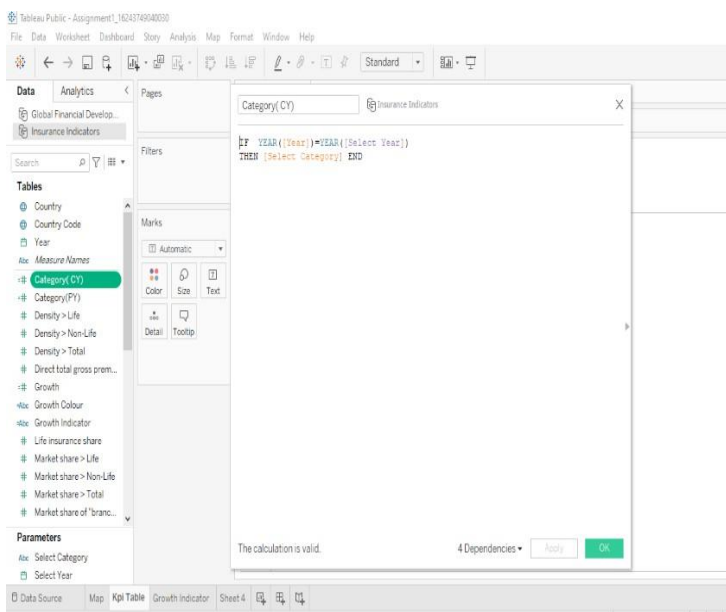 Tableau Public - Assignment1_16243749040030
File Data Worksheet Dashboard Story Analysis Map Format Window Help
Standard
Data Analytics
Pages
Global Financial Develop...
Insurance Indicators
Search
Filters
Tables
Country
Country Code
Year
Abc Measure Names
Marks
Automatic
Color Size Text
Detail Tooltip
=# Category( CY)
=# Category(PY)
# Density > Life
# Density > Non-Life
# Density > Total
# Direct total gross prem...
=# Growth
=Abc Growth Colour
=Abc Growth Indicator
# Life insurance share
# Market share > Life
# Market share > Non-Life
# Market share > Total
# Market share of "branc...
Parameters
Abc Select Category
Select Year
Category( CY) Insurance Indicators X
IF YEAR([Year])=YEAR([Select Year])
THEN [Select Category] END
The calculation is valid. 4 Dependencies Apply OK
Data Source Map Kpi Table Growth Indicator Sheet 4